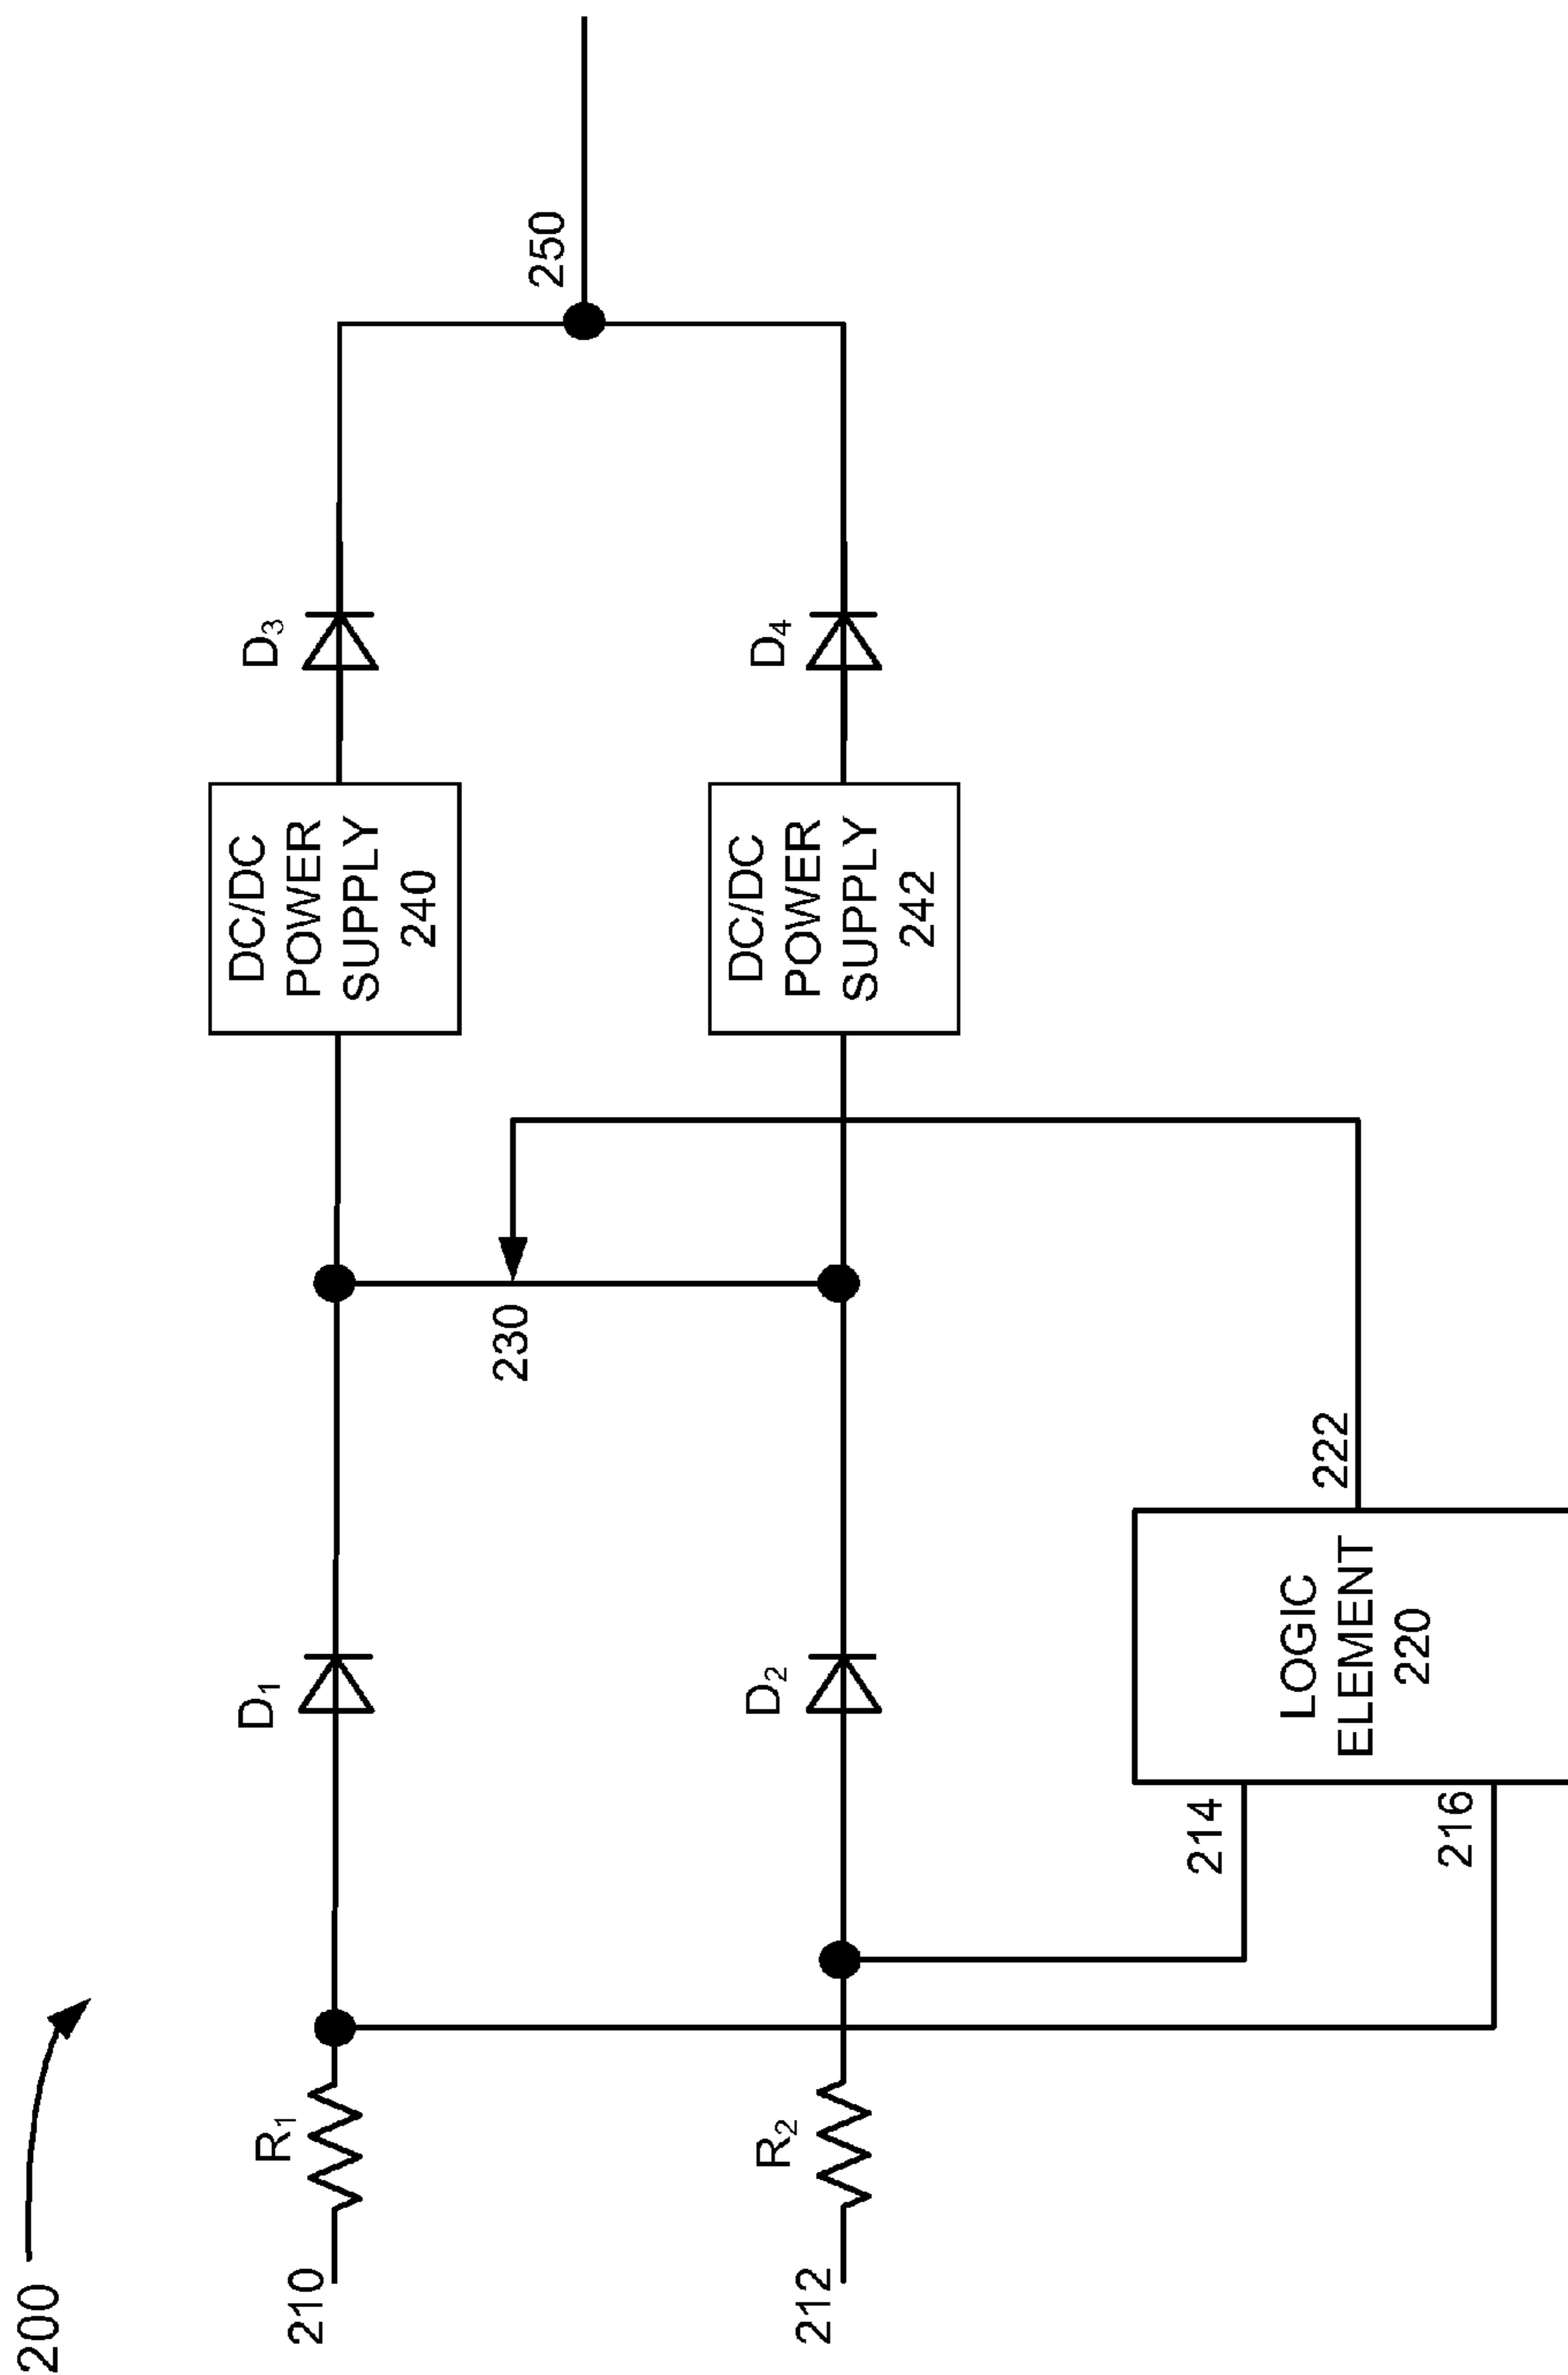 200
210
R1
D1
DC/DC
POWER
SUPPLY
240
D3
250
230
212
R2
D2
DC/DC
POWER
SUPPLY
242
D4
214
216
LOGIC
ELEMENT
220
222